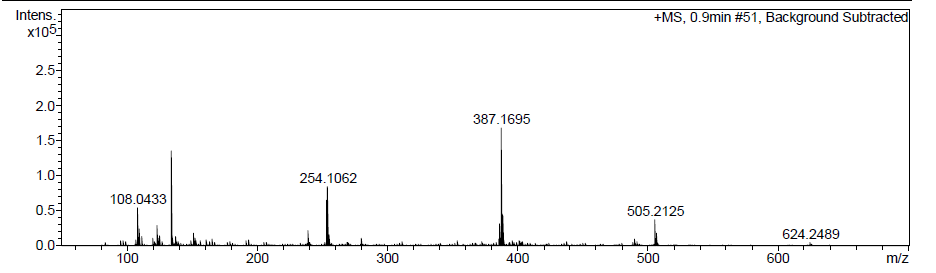 Intens.
x10⁵
+MS, 0.9min #51, Background Subtracted
2.5
2.0
387.1695
1.5
254.1062
1.0
108.0433
0.5
505.2125
624.2489
0.0
100 200 300 400 500 600 m/z